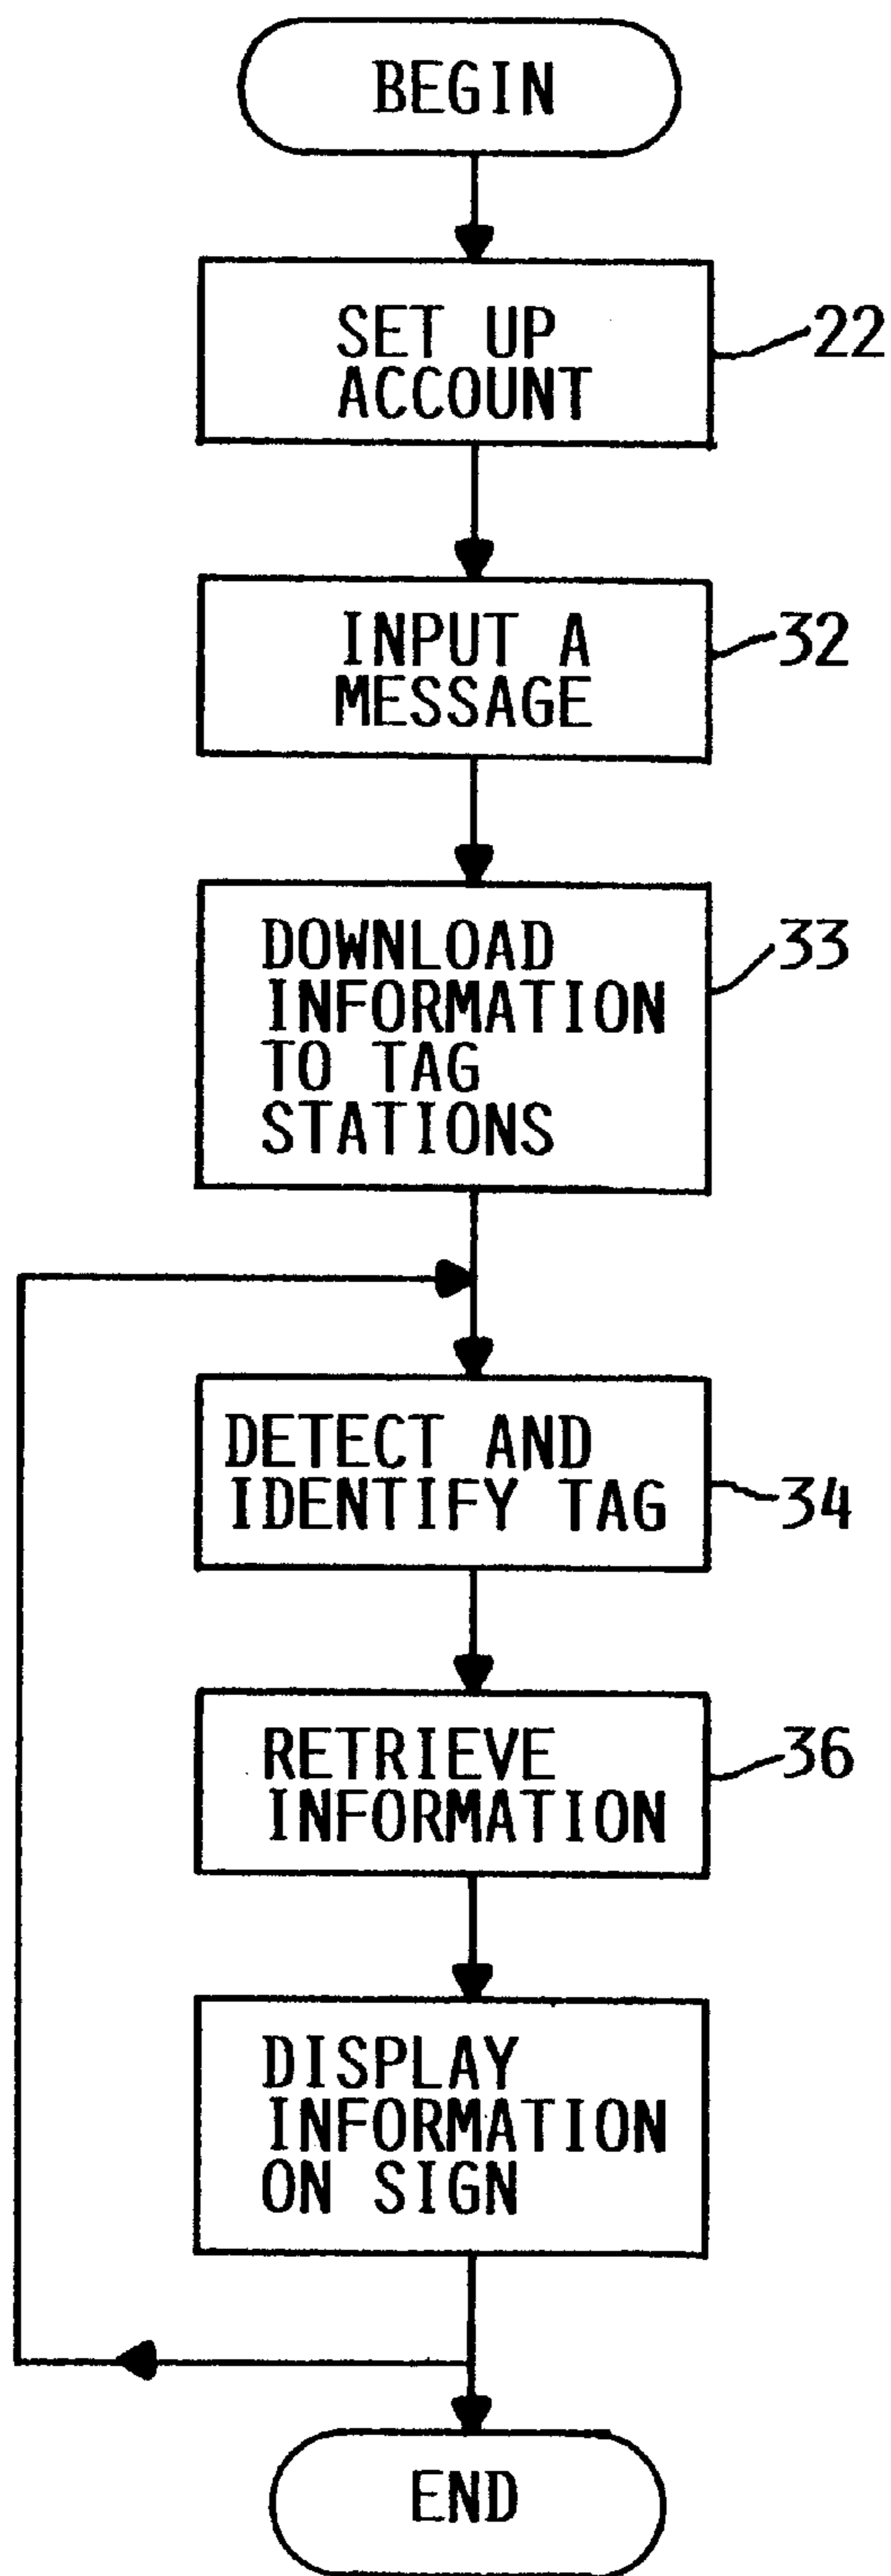 BEGIN
SET UP
ACCOUNT
22
INPUT A
MESSAGE
32
DOWNLOAD
INFORMATION
TO TAG
STATIONS
33
DETECT AND
IDENTIFY TAG
34
RETRIEVE
INFORMATION
36
DISPLAY
INFORMATION
ON SIGN
END